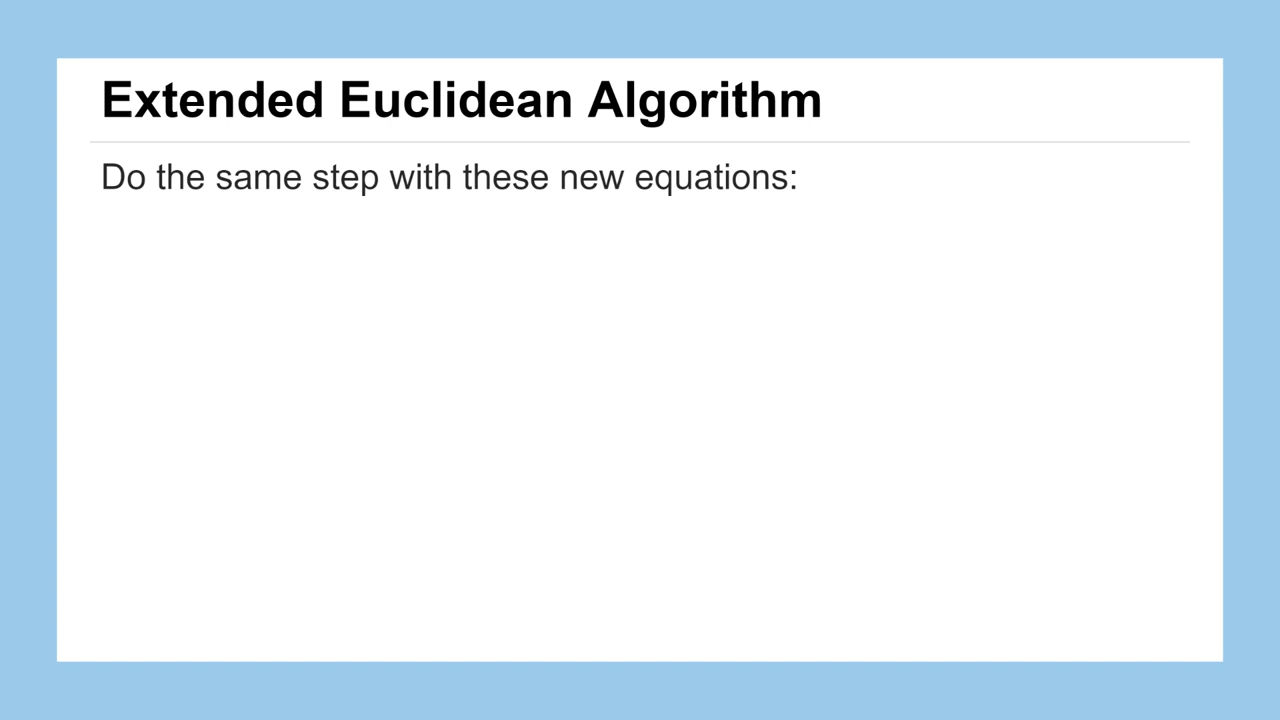 Extended Euclidean Algorithm
Do the same step with these new equations: